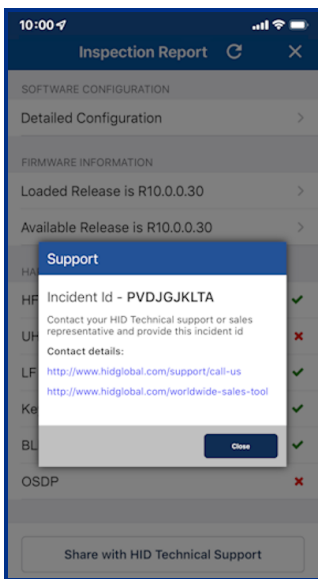 10:00
Inspection Report
SOFTWARE CONFIGURATION
Detailed Configuration
FIRMWARE INFORMATION
Loaded Release is R10.0.0.30
Available Release is R10.0.0.30
Support
HA
Incident Id - PVDJGJKLTA
HF
Contact your HID Technical support or sales
representative and provide this incident id
UH
Contact details:
LF
http://www.hidglobal.com/support/call-us
http://www.hidglobal.com/worldwide-sales-tool
Ke
BL
Close
OSDP
Share with HID Technical Support